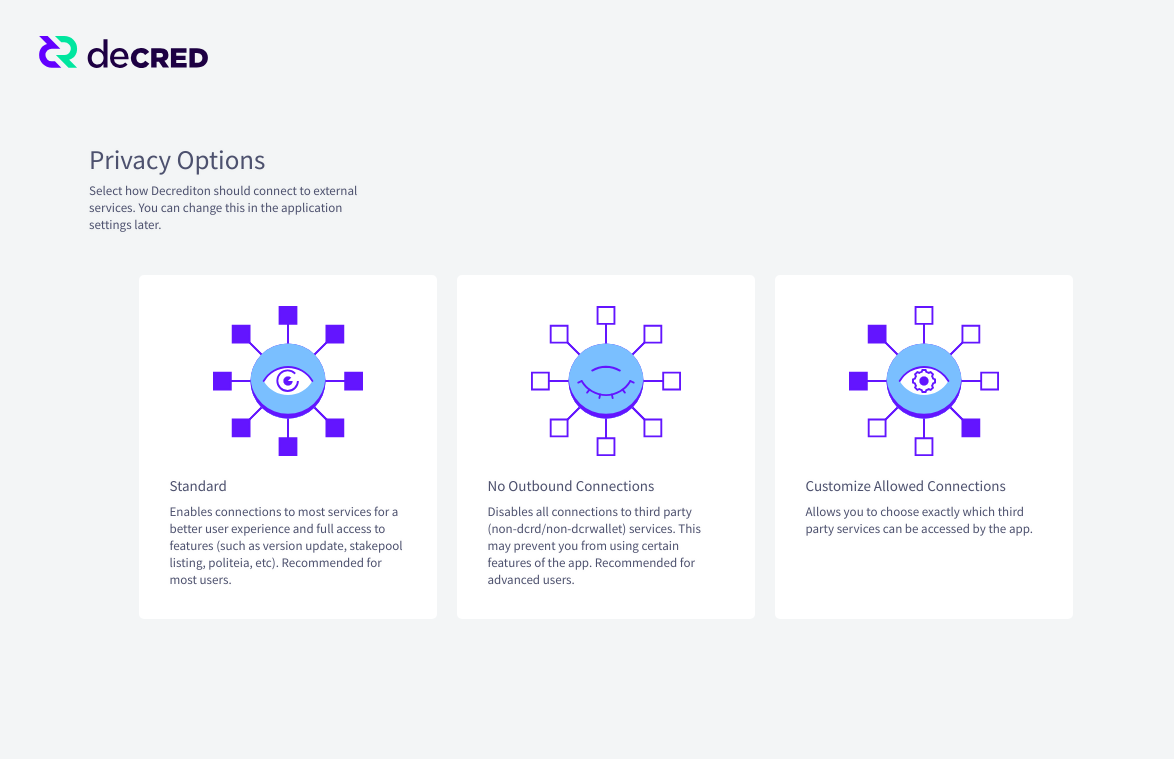 decred
Privacy Options
Select how Decrediton should connect to external
services. You can change this in the application
settings later.
Standard
Enables connections to most services for a
better user experience and full access to
features (such as version update, stakepool
listing, politeia, etc). Recommended for
most users.
No Outbound Connections
Disables all connections to third party
(non-dcrd/non-dcrwallet) services. This
may prevent you from using certain
features of the app. Recommended for
advanced users.
Customize Allowed Connections
Allows you to choose exactly which third
party services can be accessed by the app.